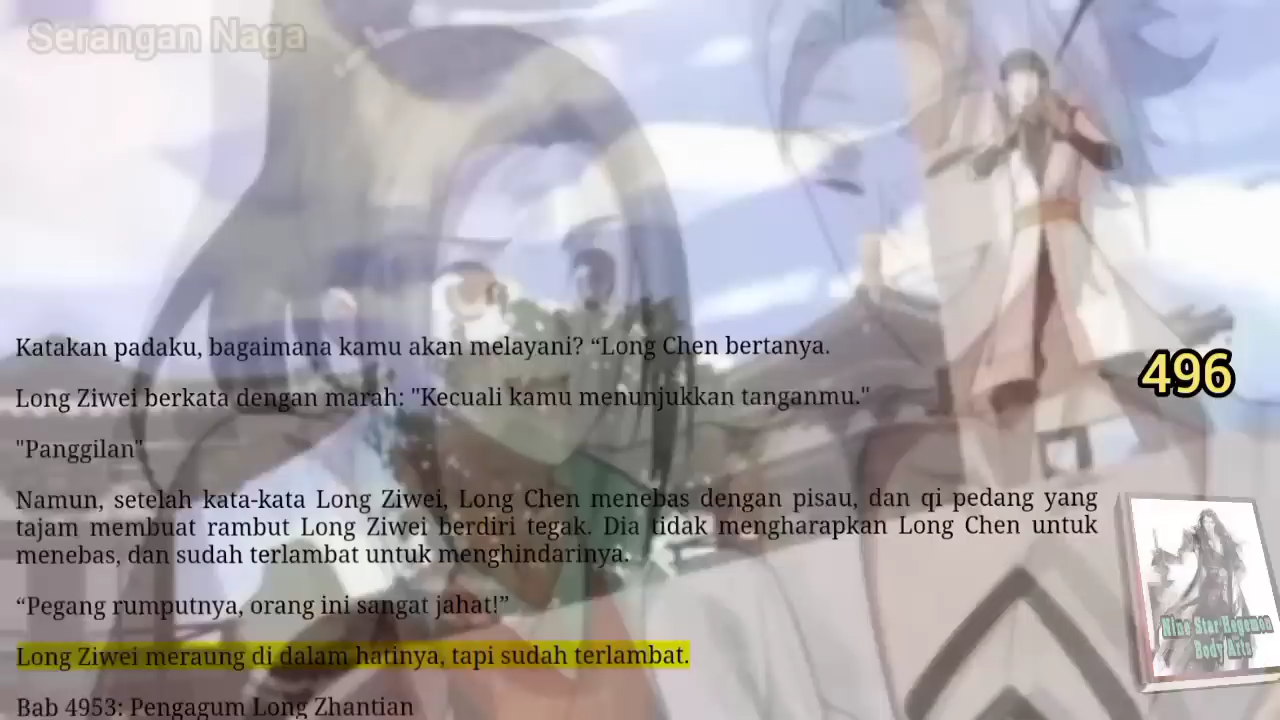 Serangan Naga
Katakan padaku, bagaimana kamu akan melayani? “Long Chen bertanya.
Long Ziwei berkata dengan marah: "Kecuali kamu menunjukkan tanganmu."
"Panggilan"
Namun, setelah kata-kata Long Ziwei, Long Chen menebas dengan pisau, dan qi pedang yang
tajam membuat rambut Long Ziwei berdiri tegak. Dia tidak mengharapkan Long Chen untuk
menebas, dan sudah terlambat untuk menghindarinya.
“Pegang rumputnya, orang ini sangat jahat!”
Long Ziwei meraung di dalam hatinya, tapi sudah terlambat.
Bab 4953: Pengagum Long Zhantian
496
Nine Star Hegemon
Body Arts